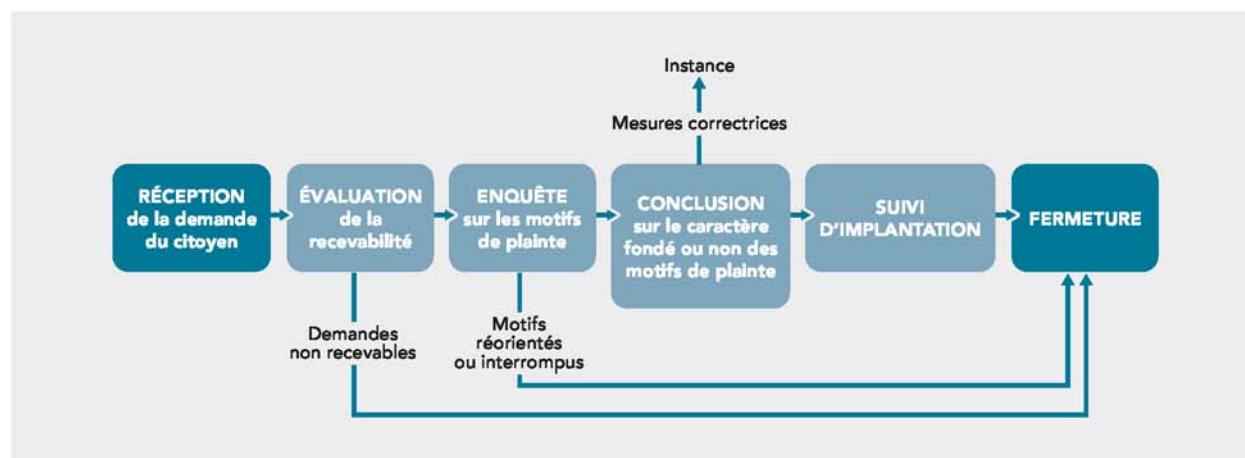 Instance
Mesures correctrices
RÉCEPTION
de la demande
du citoyen
ÉVALUATION
de la
recevabilité
ENQUÊTE
sur les motifs
de plainte
CONCLUSION
sur le caractère
fondé ou non des
motifs de plainte
SUIVI
D'IMPLANTATION
FERMETURE
Demandes
non recevables
Motifs
réorientés
ou interrompus